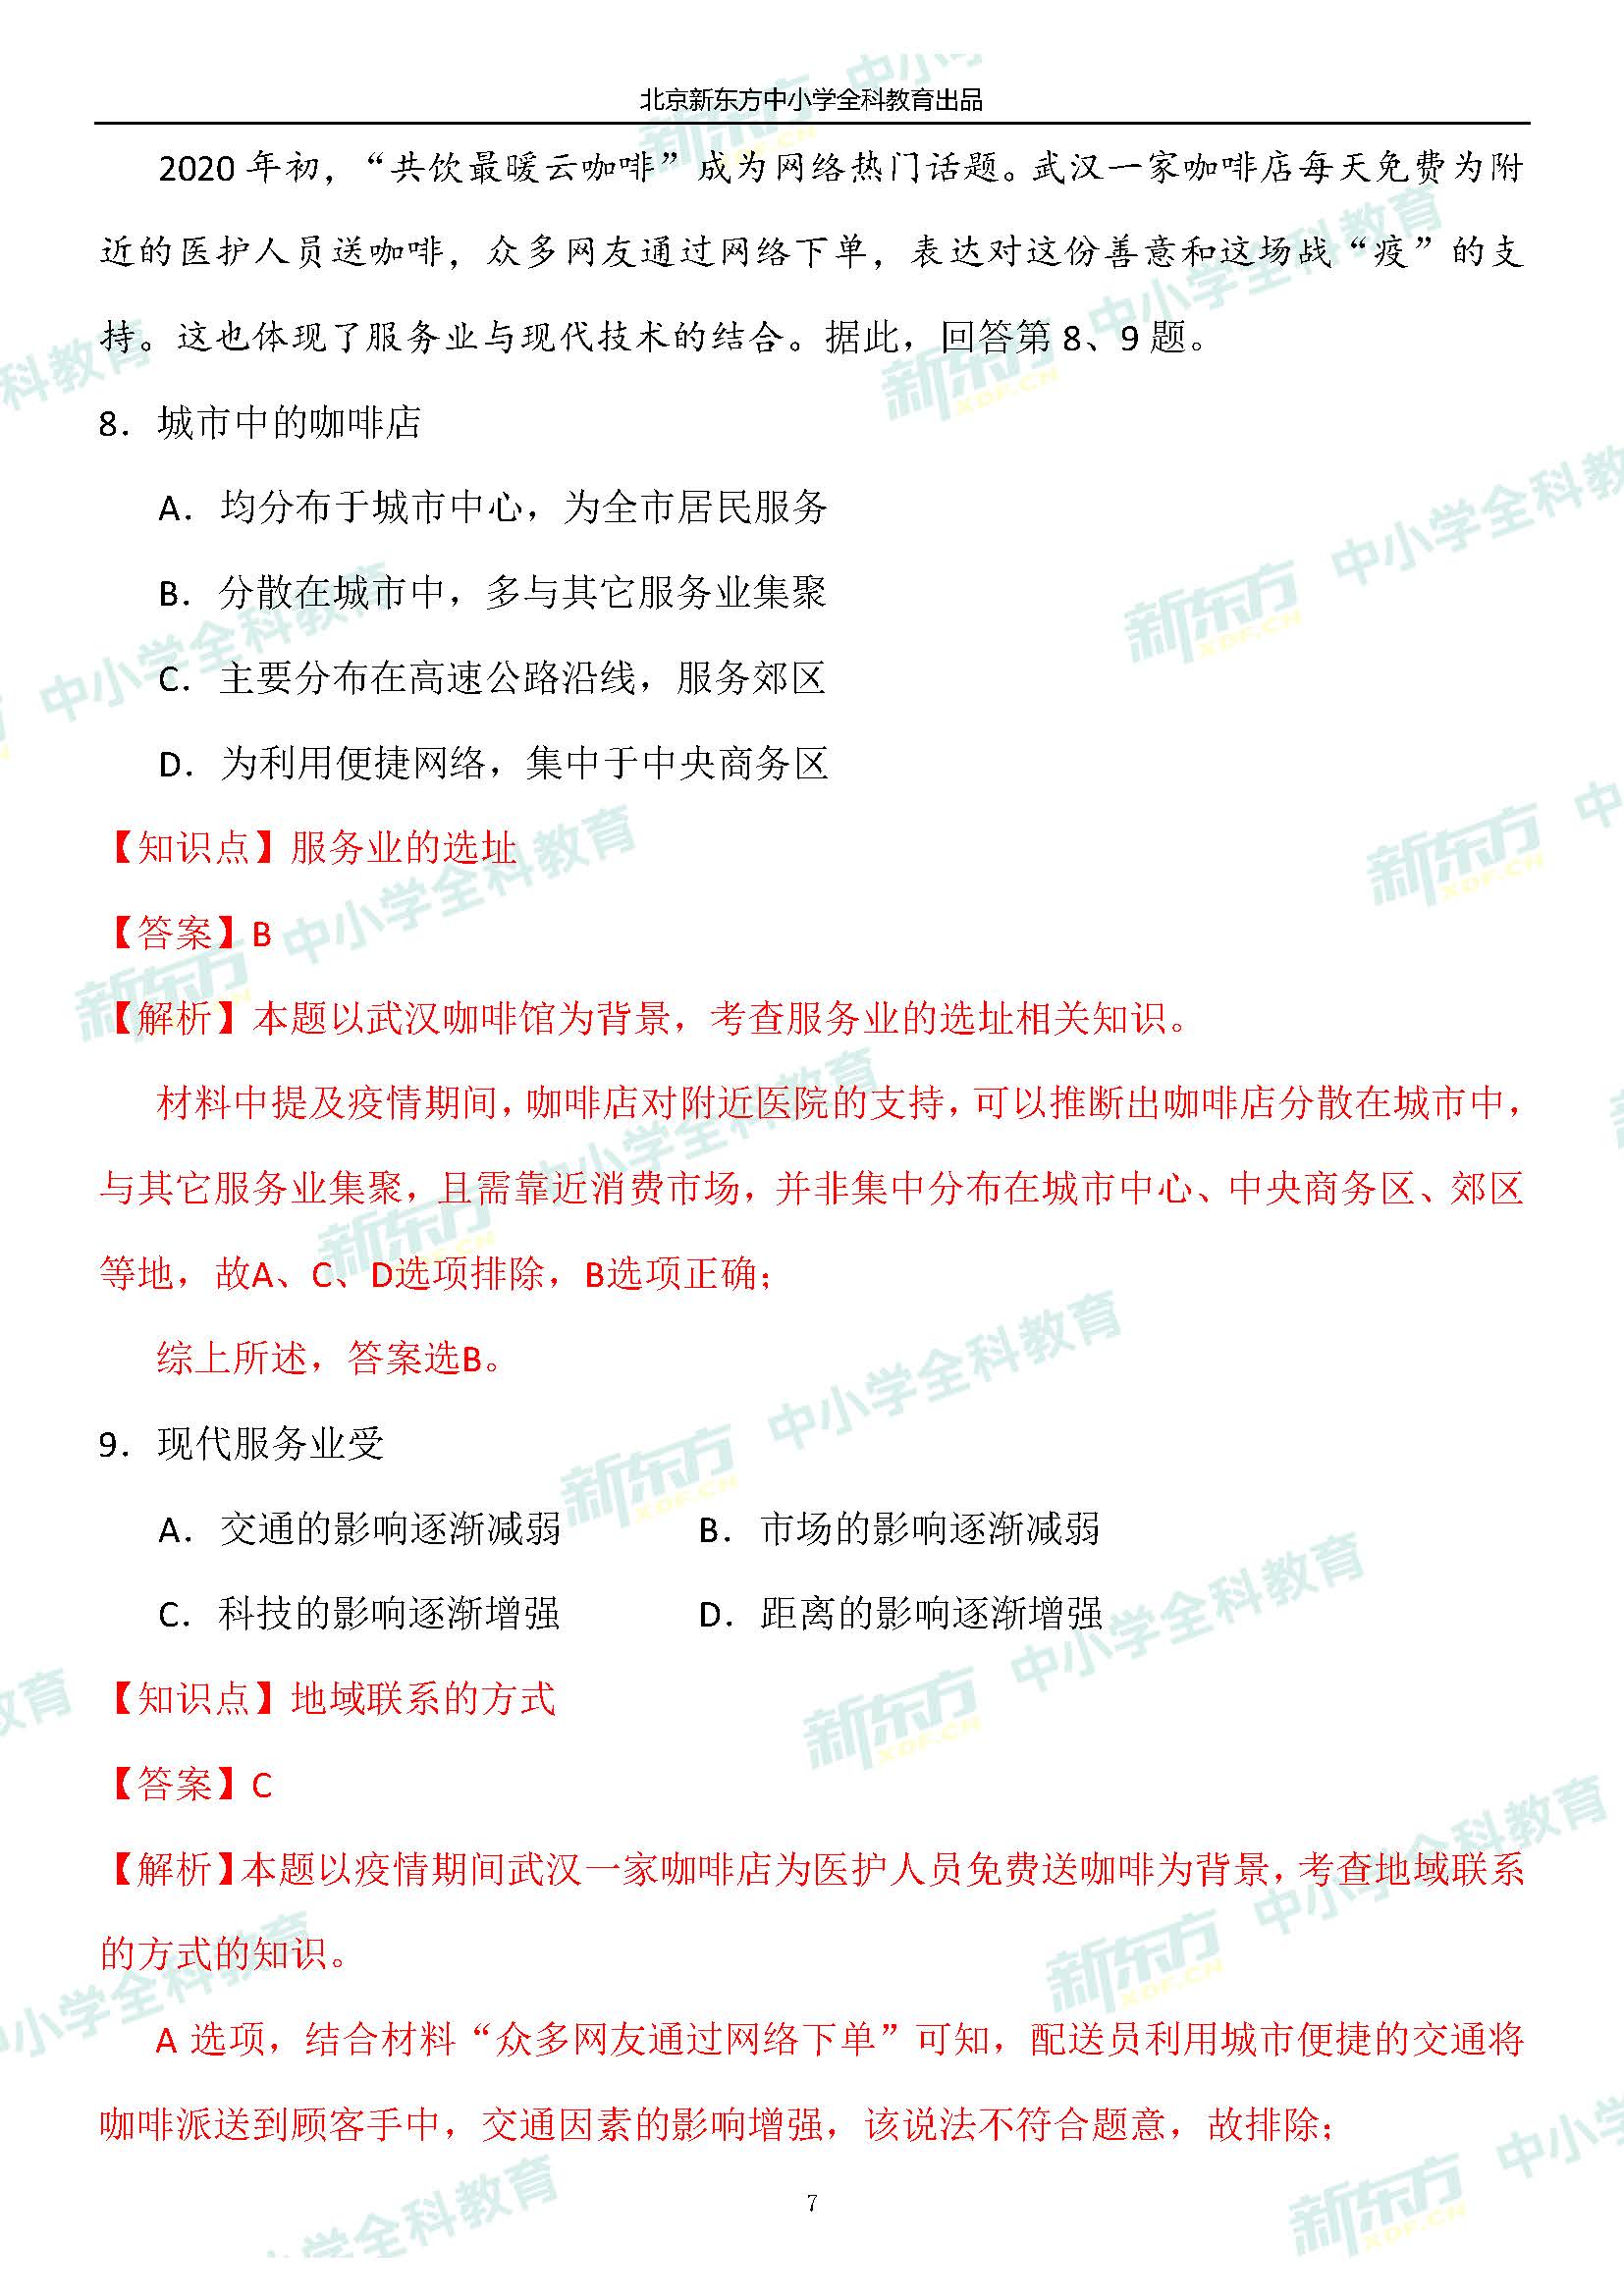 北京新东方中小学全科教育出品
2020 年初，“共饮最暖云咖啡”成为网络热门话题。武汉一家咖啡店每天免费为附
近的医护人员送咖啡，众多网友通过网络下单，表达对这份善意和这场战“疫”的支
持。这也体现了服务业与现代技术的结合。据此，回答第 8、9 题。
8．城市中的咖啡店
A．均分布于城市中心，为全市居民服务
B．分散在城市中，多与其它服务业集聚
C．主要分布在高速公路沿线，服务郊区
D．为利用便捷网络，集中于中央商务区
【知识点】服务业的选址
【答案】B
【解析】本题以武汉咖啡馆为背景，考查服务业的选址相关知识。
材料中提及疫情期间，咖啡店对附近医院的支持，可以推断出咖啡店分散在城市中，
与其它服务业集聚，且需靠近消费市场，并非集中分布在城市中心、中央商务区、郊区
等地，故A、C、D选项排除，B选项正确；
综上所述，答案选B。
9．现代服务业受
A．交通的影响逐渐减弱 B．市场的影响逐渐减弱
C．科技的影响逐渐增强 D．距离的影响逐渐增强
【知识点】地域联系的方式
【答案】C
【解析】本题以疫情期间武汉一家咖啡店为医护人员免费送咖啡为背景，考查地域联系
的方式的知识。
A 选项，结合材料“众多网友通过网络下单”可知，配送员利用城市便捷的交通将
咖啡派送到顾客手中，交通因素的影响增强，该说法不符合题意，故排除；
7